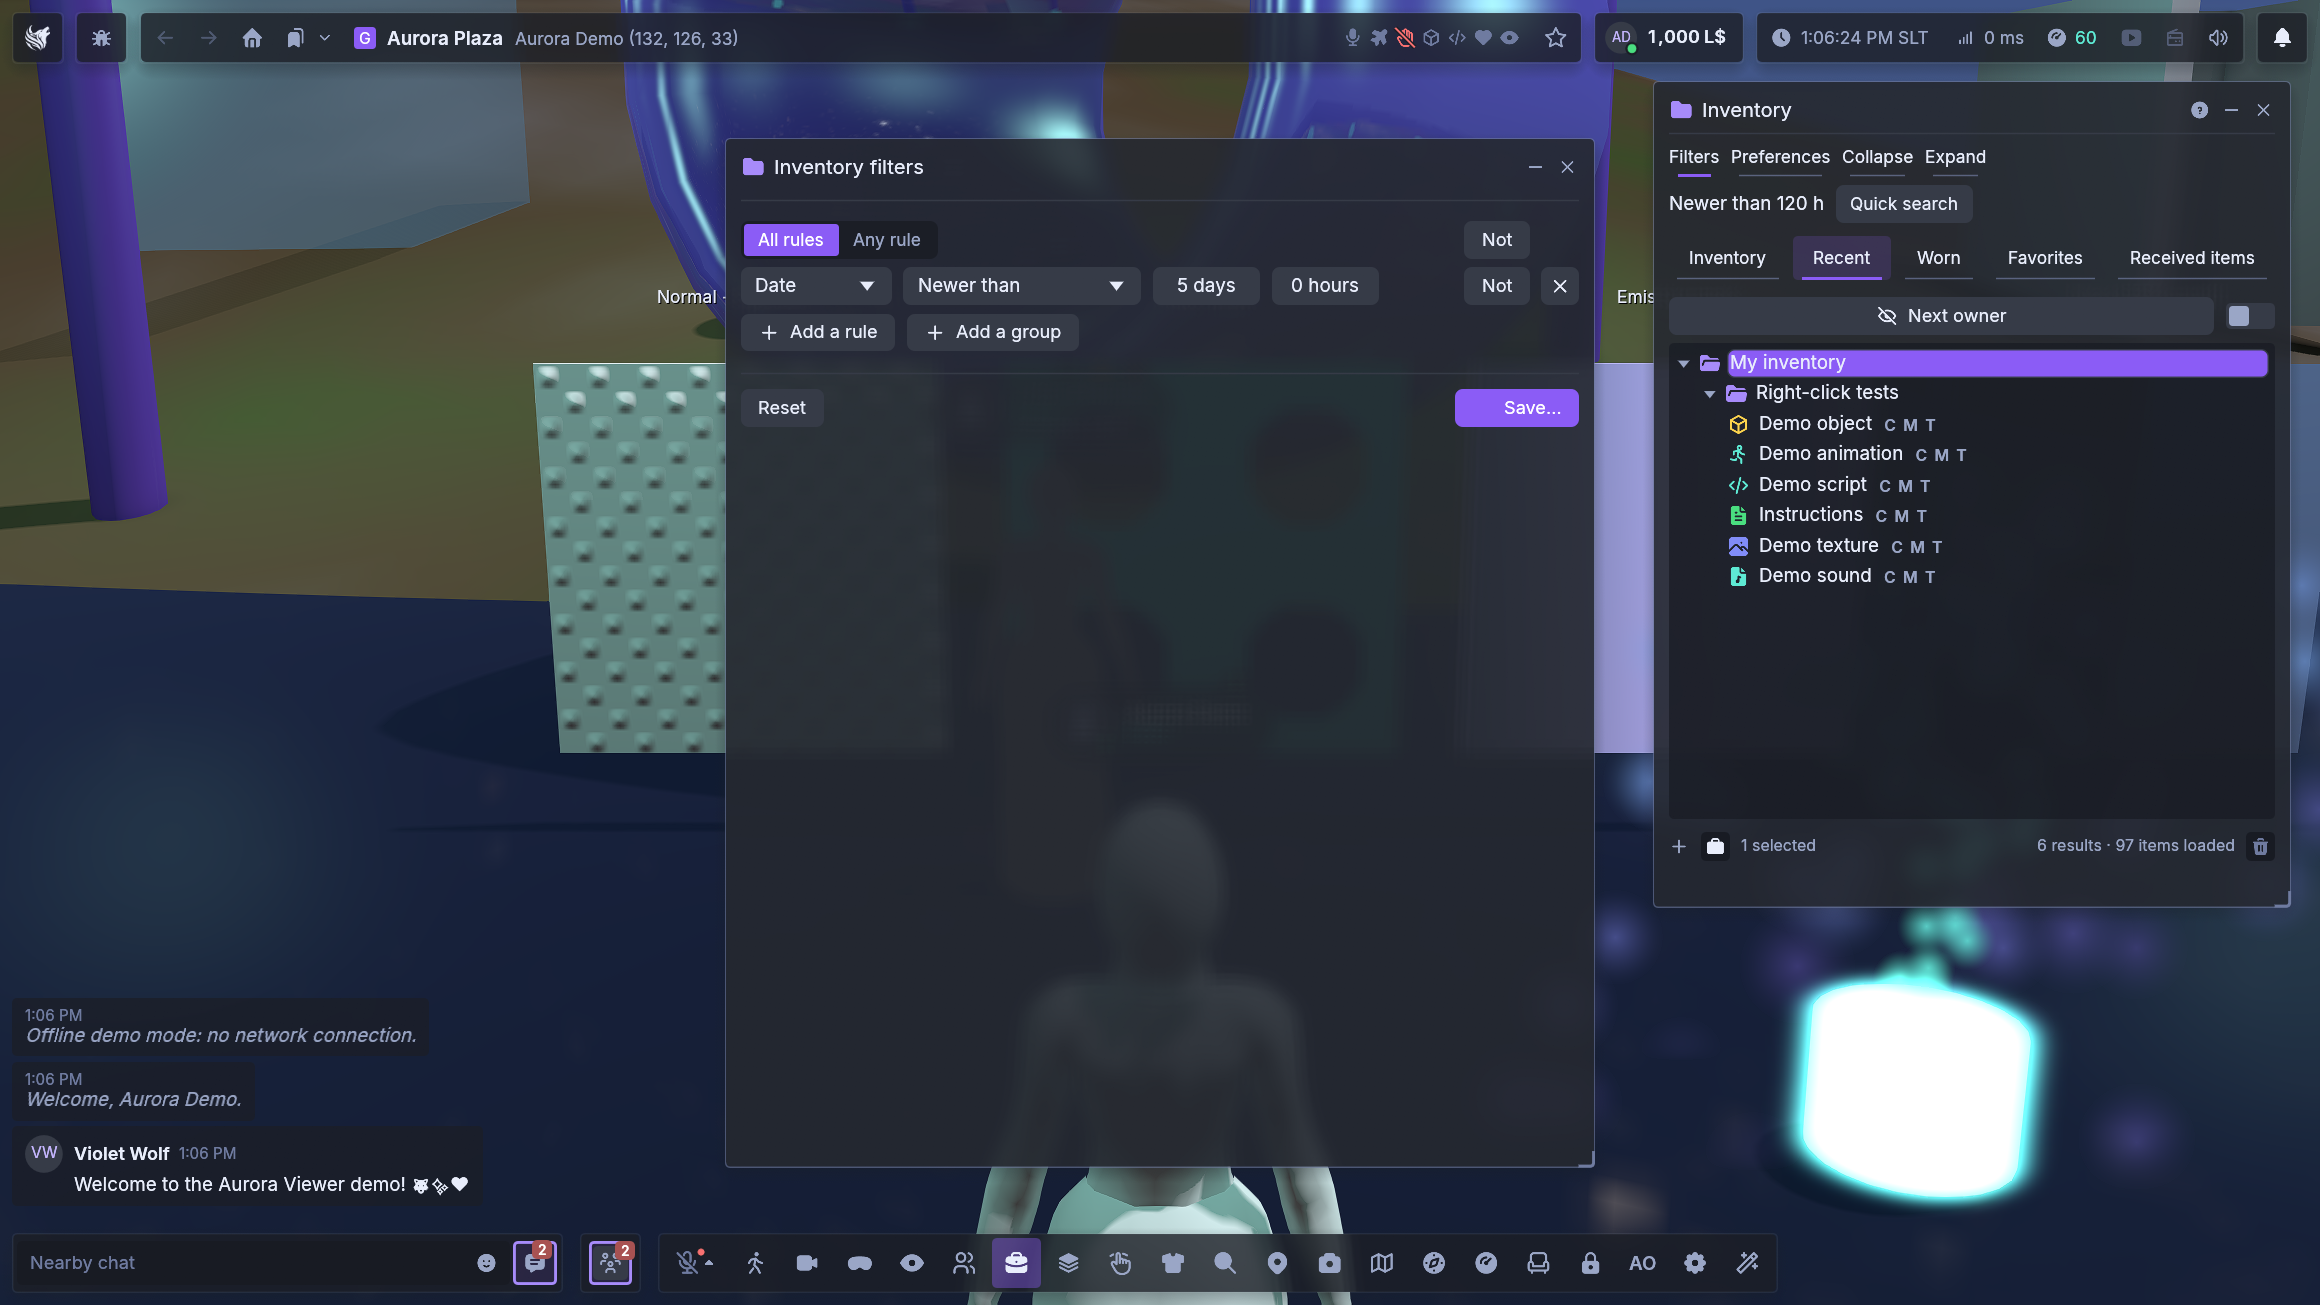 G Aurora Plaza Aurora Demo (132, 126, 33)
AD 1,000 L$
1:06:24 PM SLT 0 ms 60
Inventory
Filters Preferences Collapse Expand
Newer than 120 h Quick search
Inventory Recent Worn Favorites Received items
Next owner
My inventory
Right-click tests
Demo object C M T
Demo animation C M T
Demo script C M T
Instructions C M T
Demo texture C M T
Demo sound C M T
1 selected 6 results · 97 items loaded
Inventory filters
All rules Any rule Not
Date Newer than 5 days 0 hours Not
Add a rule Add a group
Reset Save...
Normal -
Emis
1:06 PM
Offline demo mode: no network connection.
1:06 PM
Welcome, Aurora Demo.
VW Violet Wolf 1:06 PM
Welcome to the Aurora Viewer demo!
Nearby chat 2 2 AO